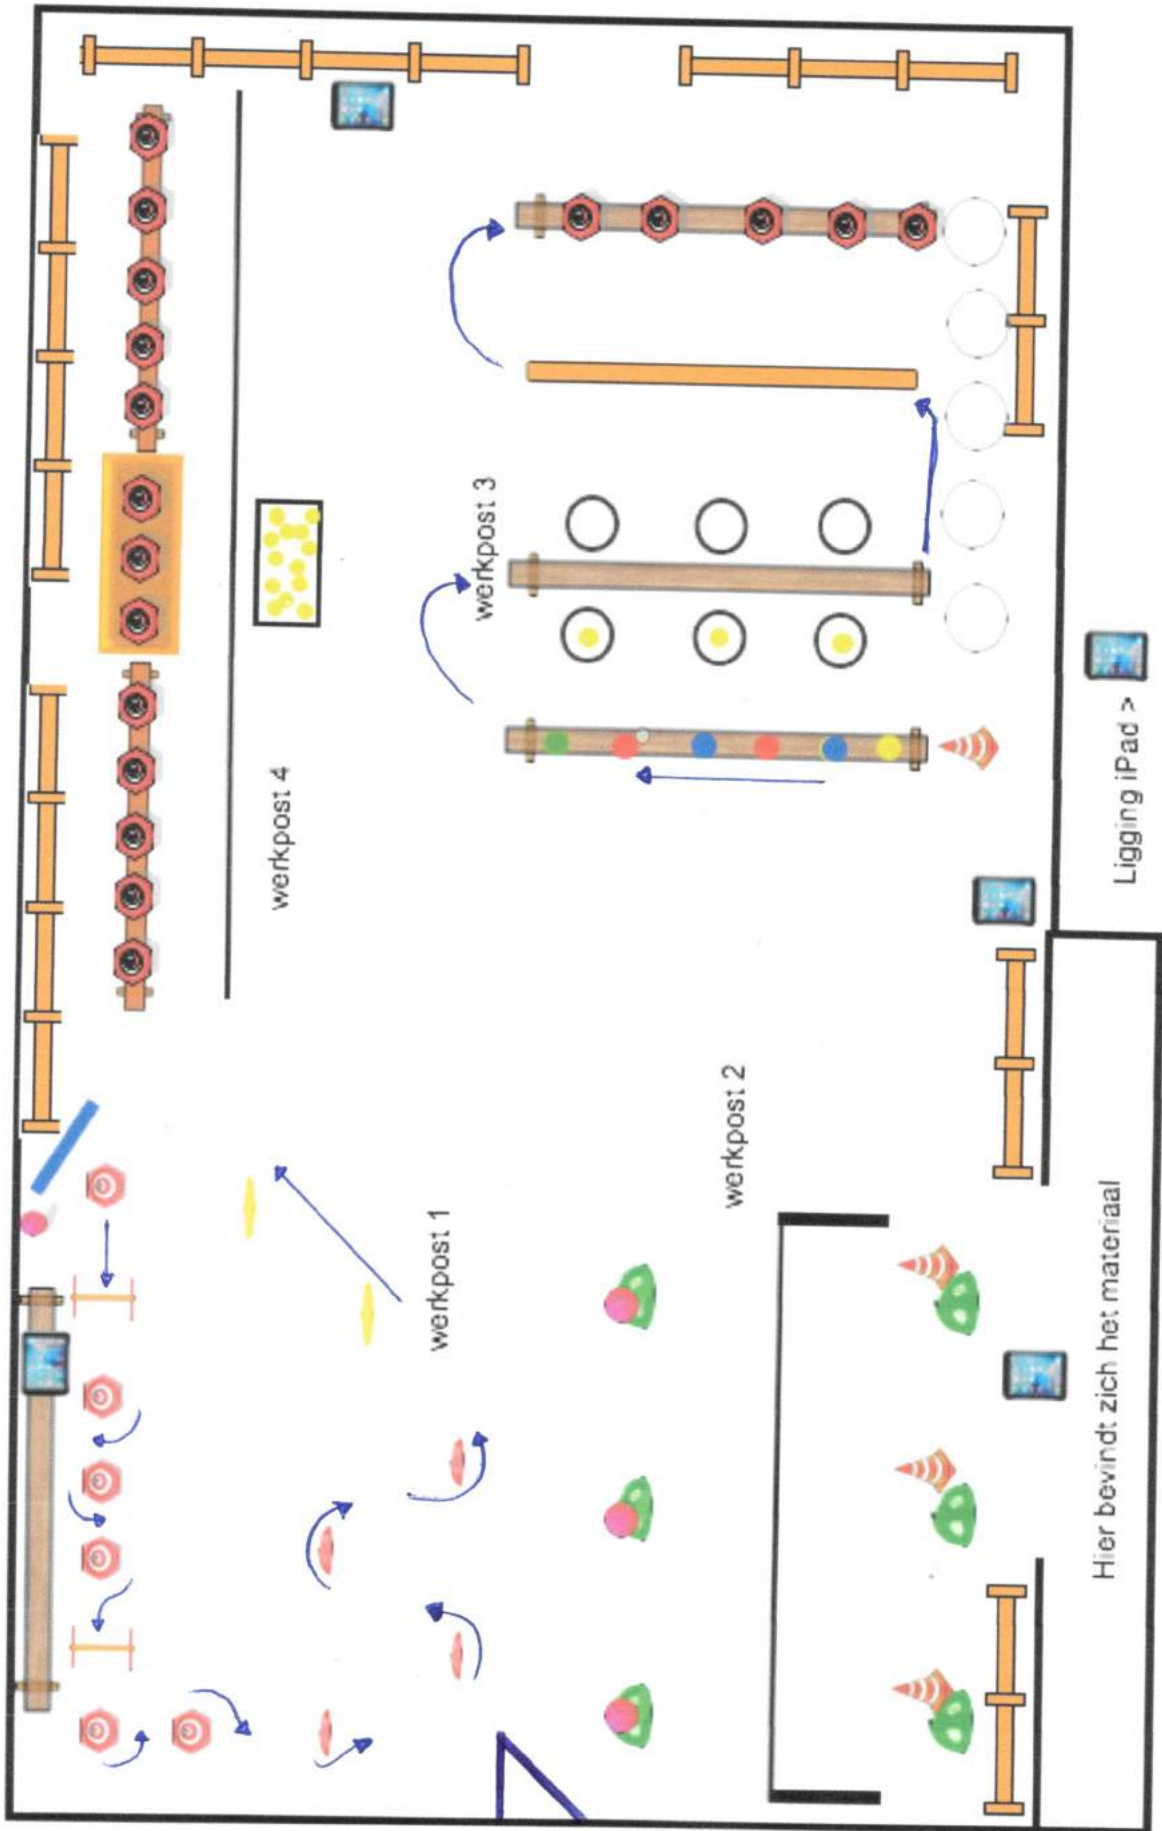 werkpost 4
werkpost 3
werkpost 1
werkpost 2
Ligging iPad >
Hier bevindt zich het materiaal